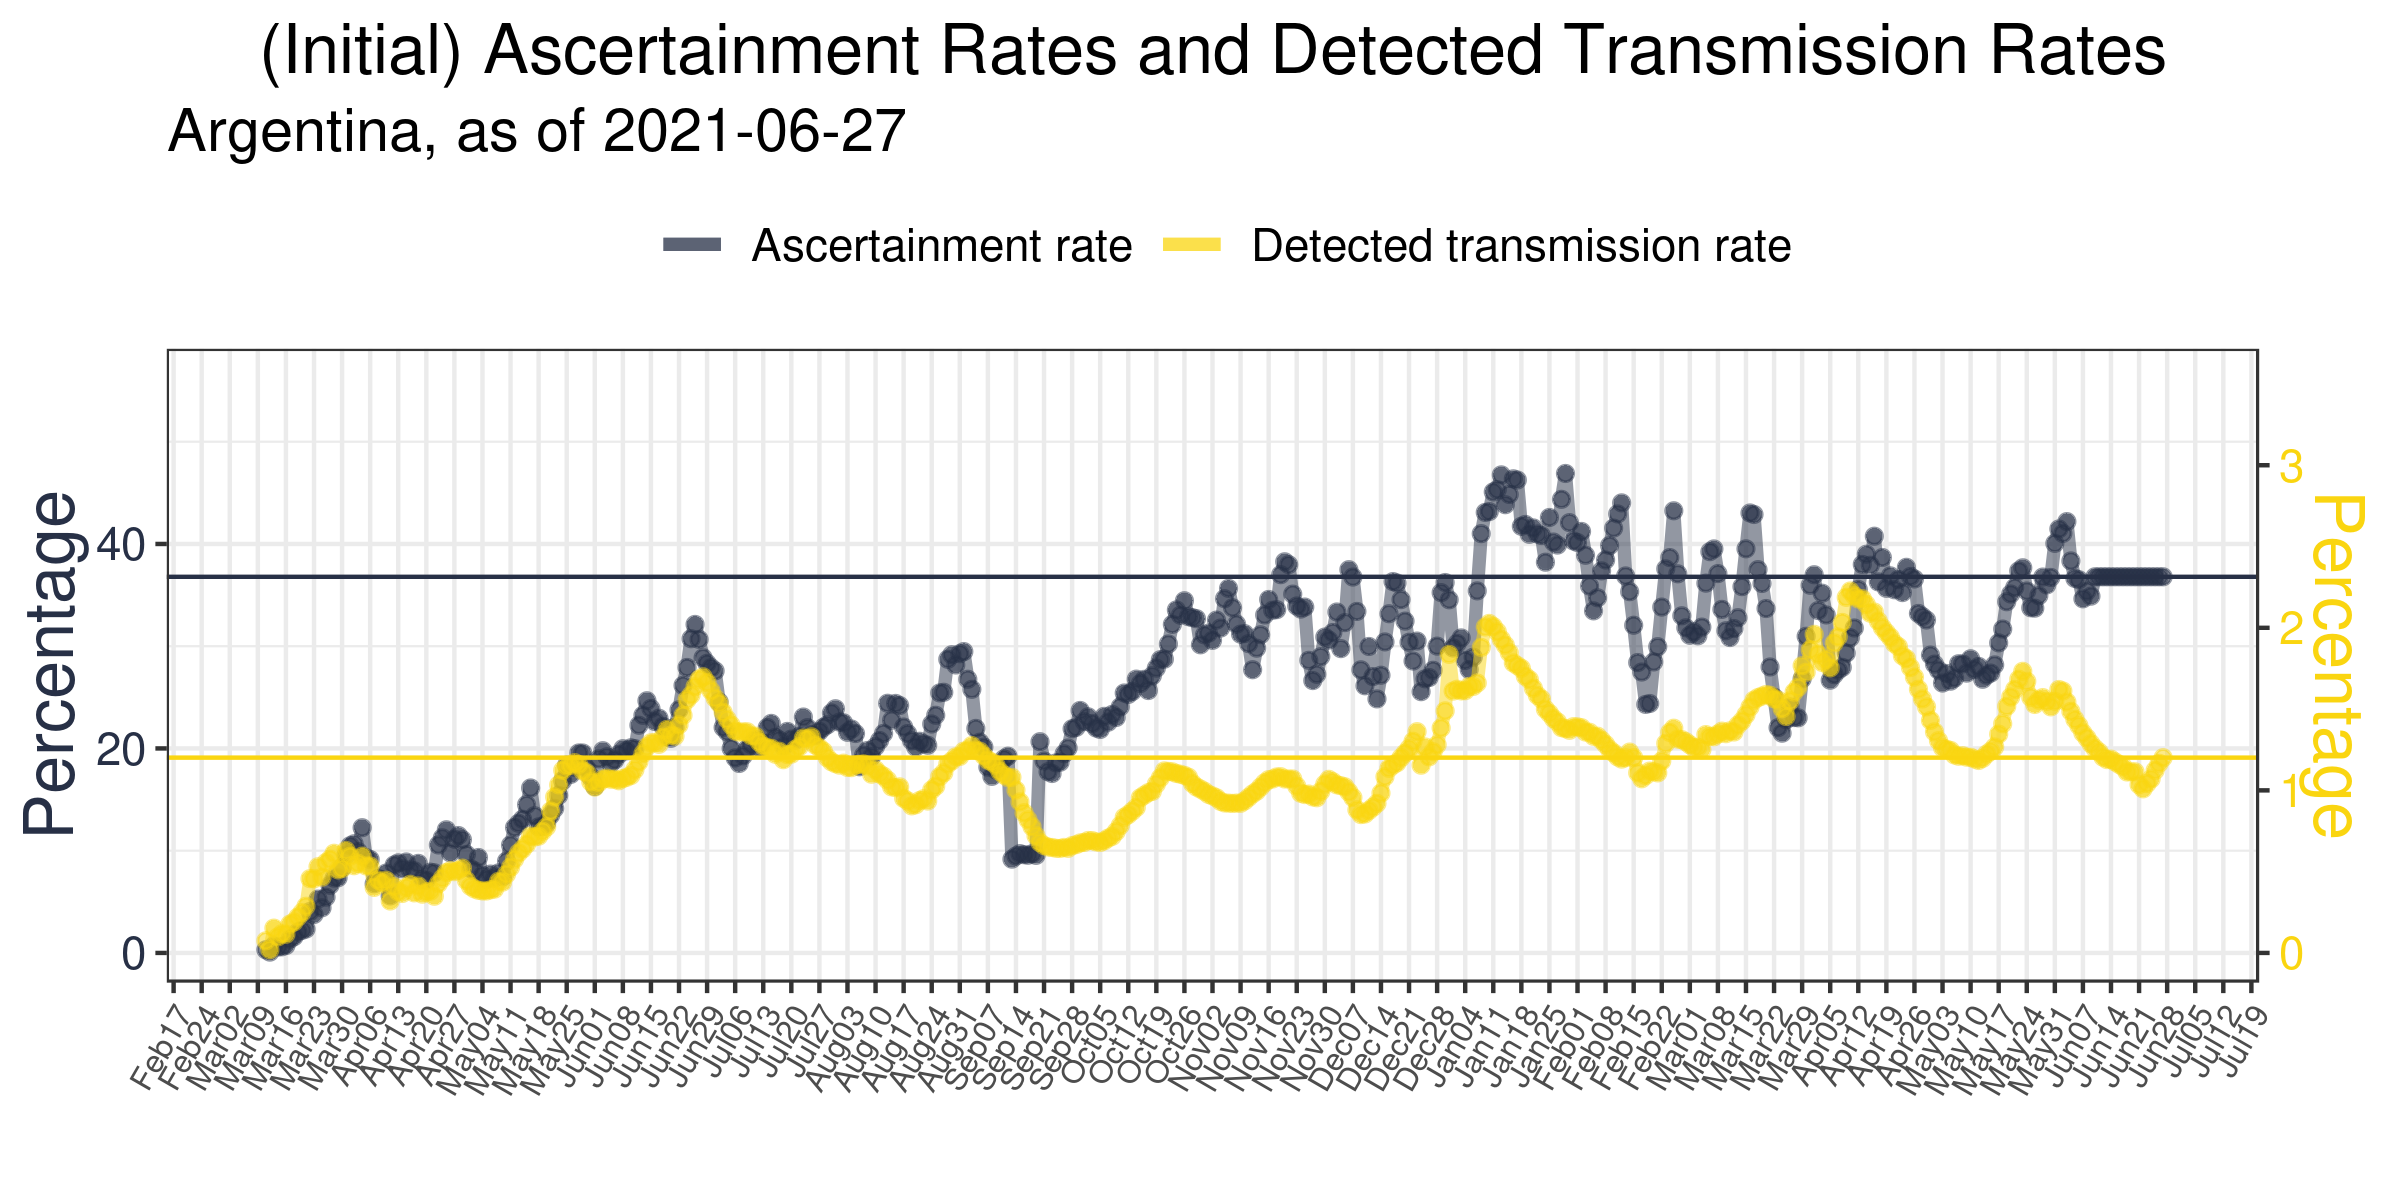 (Initial) Ascertainment Rates and Detected Transmission Rates
Argentina, as of 2021-06-27
Ascertainment rate
Detected transmission rate
Percentage
40
20
0
3
2
1
0
Percentage
Feb17
Feb24
Mar02
Mar09
Mar16
Mar23
Mar30
Apr06
Apr13
Apr20
Apr27
May04
May11
May18
May25
Jun01
Jun08
Jun15
Jun22
Jun29
Jul06
Jul13
Jul20
Jul27
Aug03
Aug10
Aug17
Aug24
Aug31
Sep07
Sep14
Sep21
Sep28
Oct05
Oct12
Oct19
Oct26
Nov02
Nov09
Nov16
Nov23
Nov30
Dec07
Dec14
Dec21
Dec28
Jan04
Jan11
Jan18
Jan25
Feb01
Feb08
Feb15
Feb22
Mar01
Mar08
Mar15
Mar22
Mar29
Apr05
Apr12
Apr19
Apr26
May03
May10
May17
May24
May31
Jun07
Jun14
Jun21
Jun28
Jul05
Jul12
Jul19